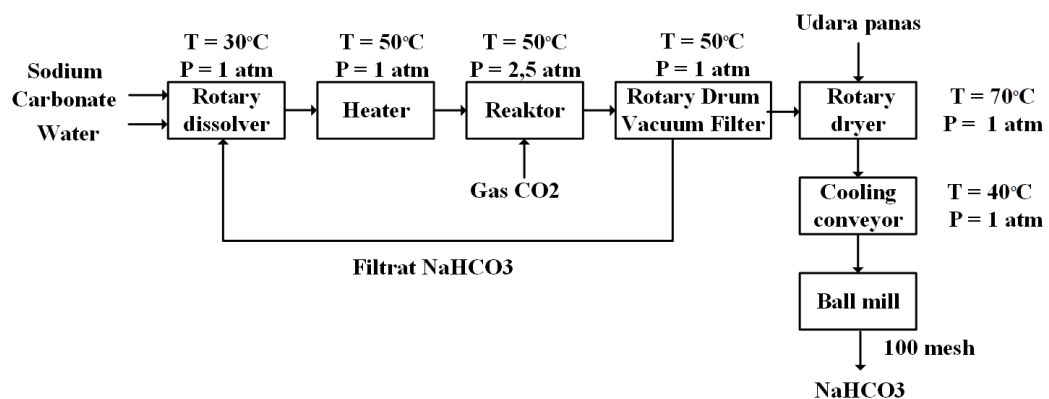 Udara panas
T = 30°C
P = 1 atm
T = 50°C
P = 1 atm
T = 50°C
P = 2,5 atm
T = 50°C
P = 1 atm
Sodium
Carbonate
Water
Rotary
dissolver
Heater
Reaktor
Rotary Drum
Vacuum Filter
Rotary
dryer
T = 70°C
P = 1 atm
Gas CO2
Cooling
conveyor
T = 40°C
P = 1 atm
Filtrat NaHCO3
Ball mill
100 mesh
NaHCO3